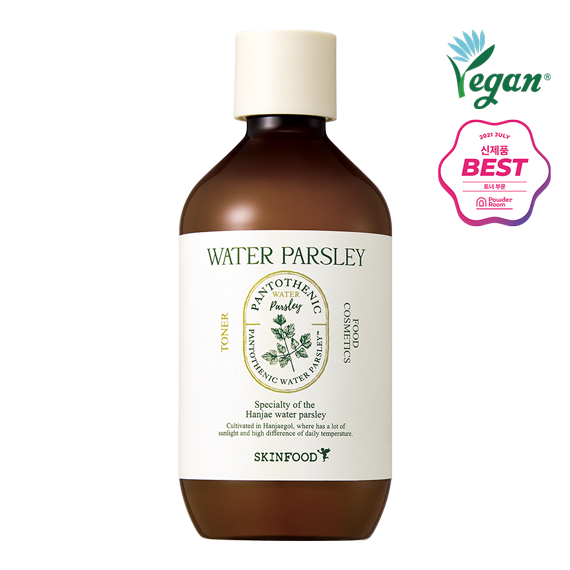 Vegan®
2021 JULY
신제품
BEST
토너 부문
Powder
Room
WATER PARSLEY
PANTOTHENIC
WATER
Parsley
PANTOTHENIC WATER PARSLEY™
TONER
FOOD
COSMETICS
Specialty of the
Hanjae water parsley
Cultivated in Hanjaegol, where has a lot of
sunlight and high difference of daily temperature.
SKINFOOD